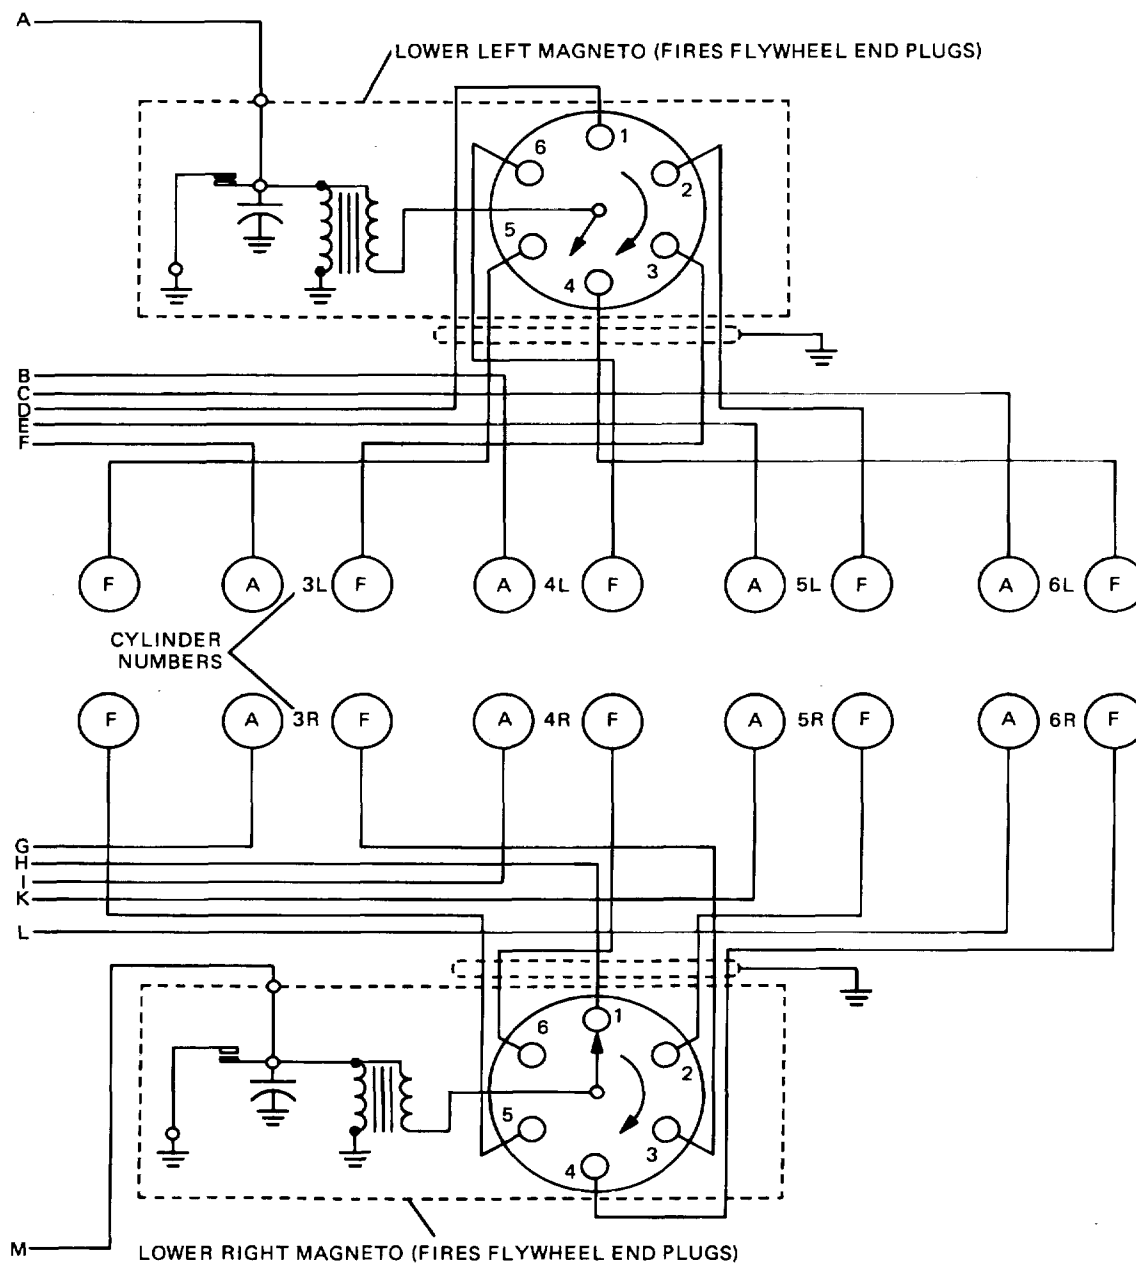 A
LOWER LEFT MAGNETO (FIRES FLYWHEEL END PLUGS)
1
6
2
5
3
4
B
C
D
E
F
F A 3L F A 4L F A 5L F A 6L F
CYLINDER
NUMBERS
F A 3R F A 4R F A 5R F A 6R F
G
H
I
K
L
1
6
2
5
3
4
M
LOWER RIGHT MAGNETO (FIRES FLYWHEEL END PLUGS)